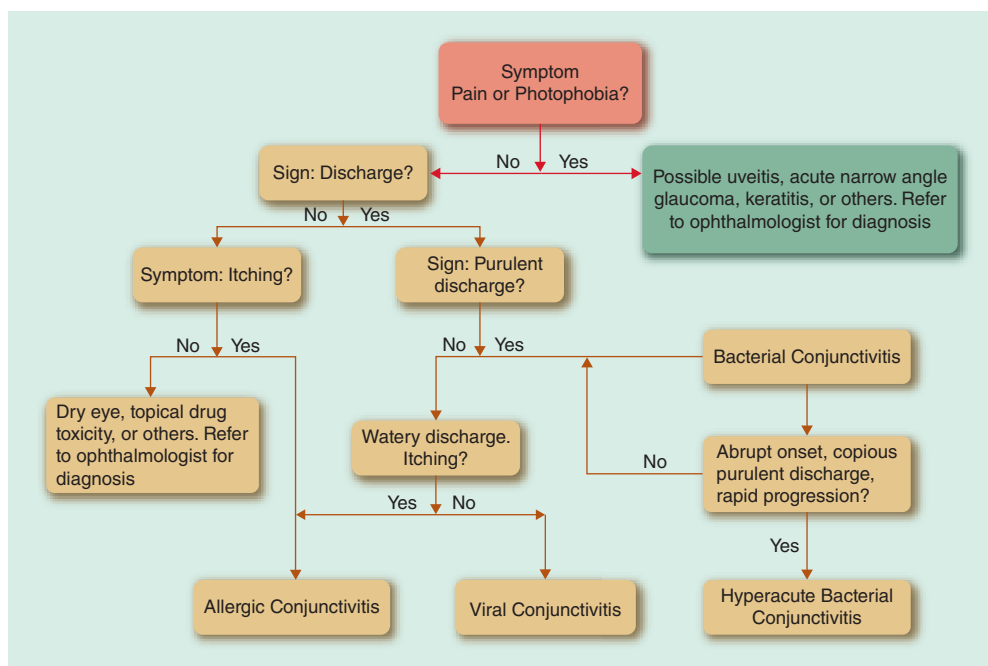 Symptom
Pain or Photophobia?
No Yes
Sign: Discharge?
Possible uveitis, acute narrow angle
glaucoma, keratitis, or others. Refer
to ophthalmologist for diagnosis
No Yes
Symptom: Itching?
Sign: Purulent
discharge?
No Yes
No Yes
Bacterial Conjunctivitis
Dry eye, topical drug
toxicity, or others. Refer
to ophthalmologist for
diagnosis
Watery discharge.
Itching?
No
Abrupt onset, copious
purulent discharge,
rapid progression?
Yes No
Yes
Allergic Conjunctivitis
Viral Conjunctivitis
Hyperacute Bacterial
Conjunctivitis